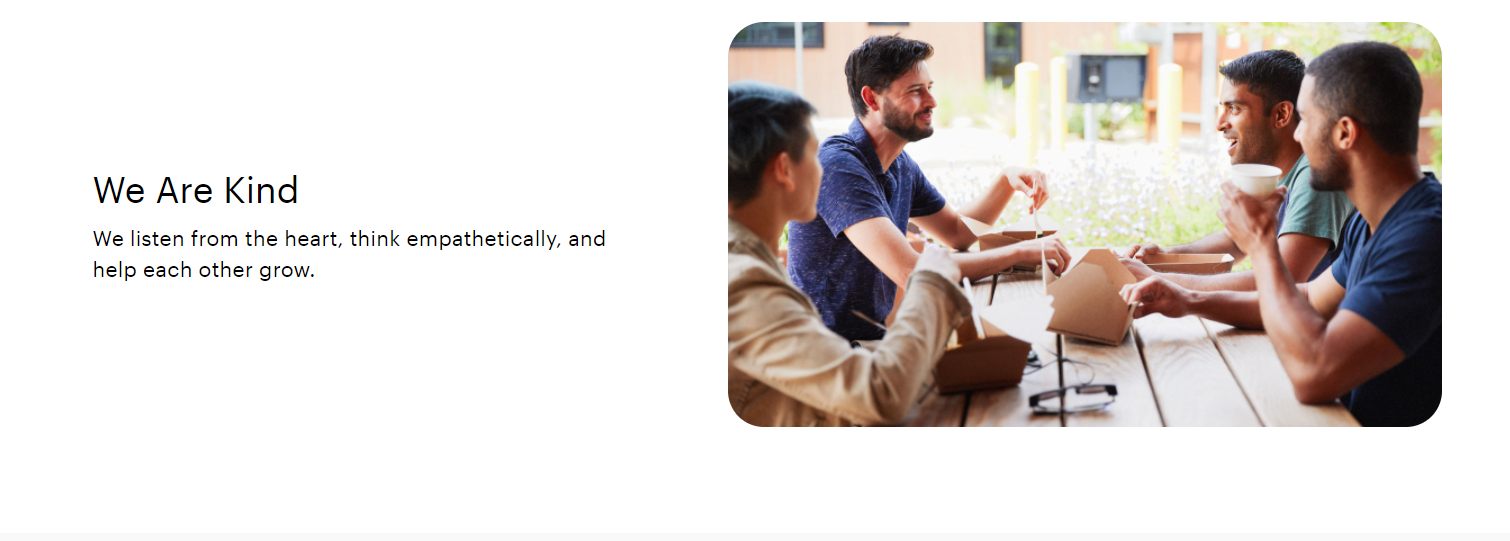 We Are Kind
We listen from the heart, think empathetically, and
help each other grow.